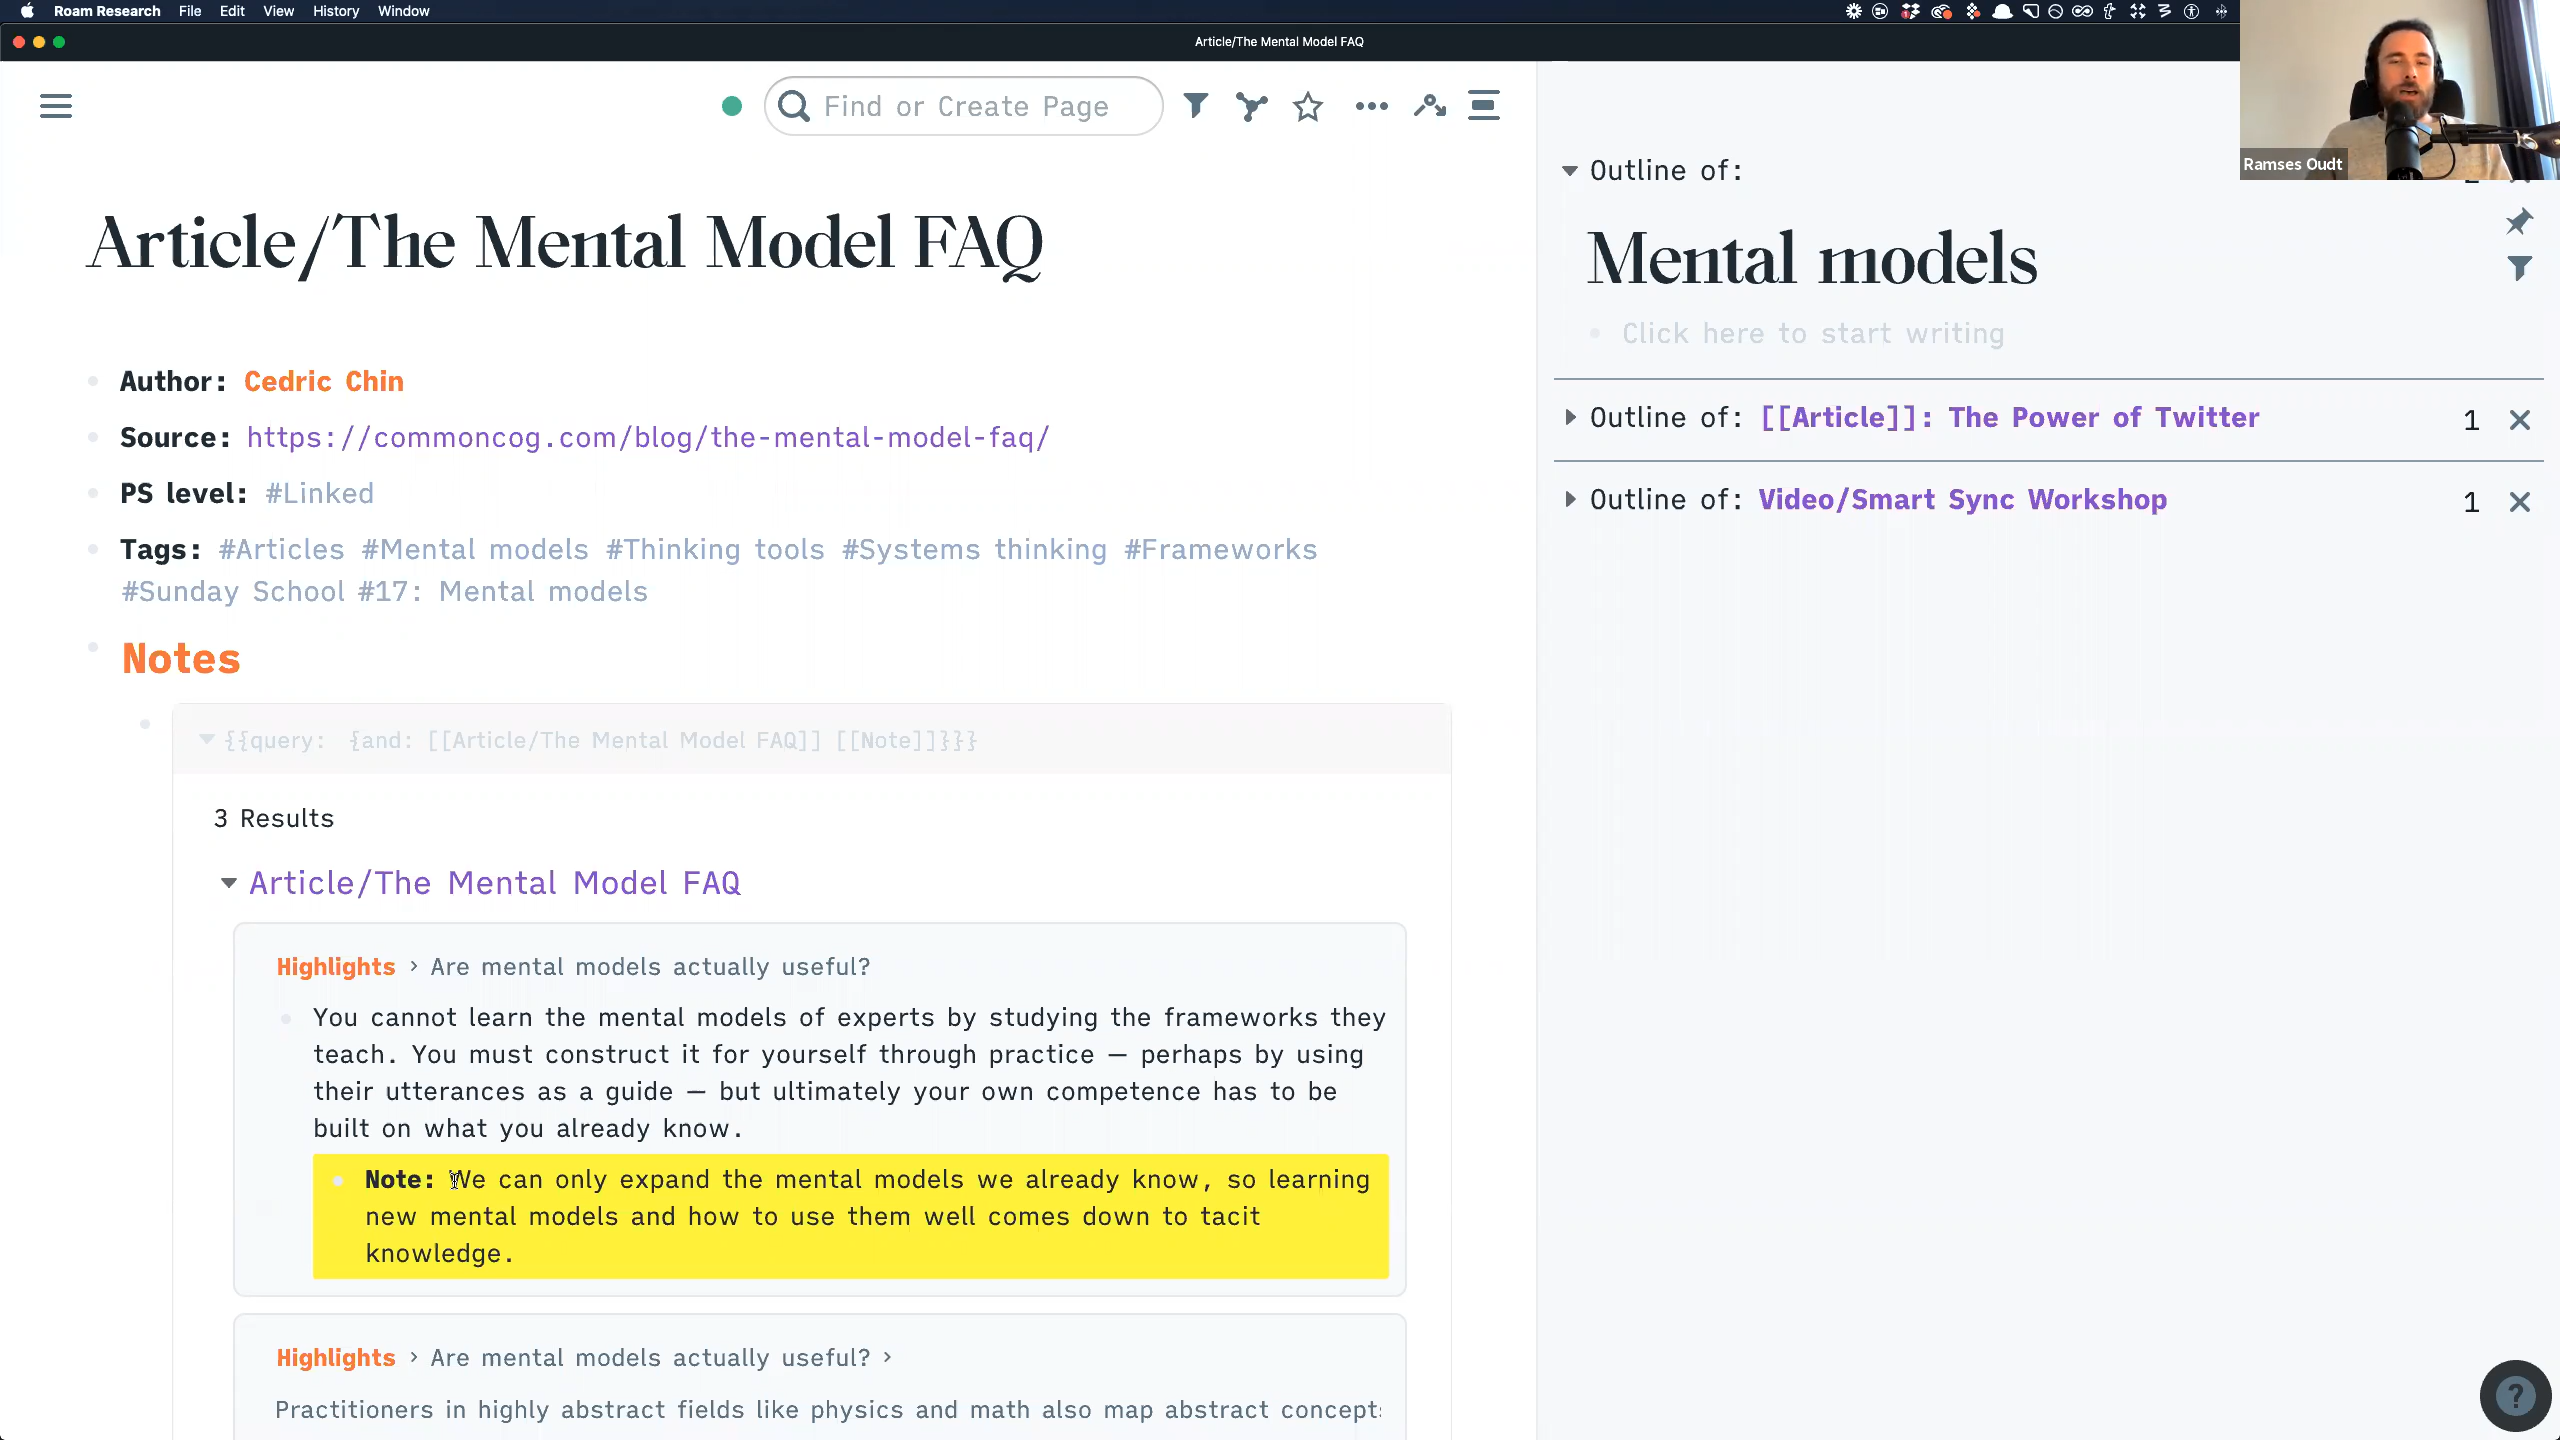 Roam Research File Edit View History Window
Article/The Mental Model FAQ
Find or Create Page
Article/The Mental Model FAQ
Author: Cedric Chin
Source: https://commoncog.com/blog/the-mental-model-faq/
PS level: #Linked
Tags: #Articles #Mental models #Thinking tools #Systems thinking #Frameworks
#Sunday School #17: Mental models
Notes
{{query: {and: [[Article/The Mental Model FAQ]] [[Note]]}}}
3 Results
Article/The Mental Model FAQ
Highlights > Are mental models actually useful?
You cannot learn the mental models of experts by studying the frameworks they
teach. You must construct it for yourself through practice — perhaps by using
their utterances as a guide — but ultimately your own competence has to be
built on what you already know.
Note: We can only expand the mental models we already know, so learning
new mental models and how to use them well comes down to tacit
knowledge.
Highlights > Are mental models actually useful? >
Practitioners in highly abstract fields like physics and math also map abstract concepts
Outline of:
Mental models
Click here to start writing
Outline of: [[Article]]: The Power of Twitter 1
Outline of: Video/Smart Sync Workshop 1
Ramses Oudt
?